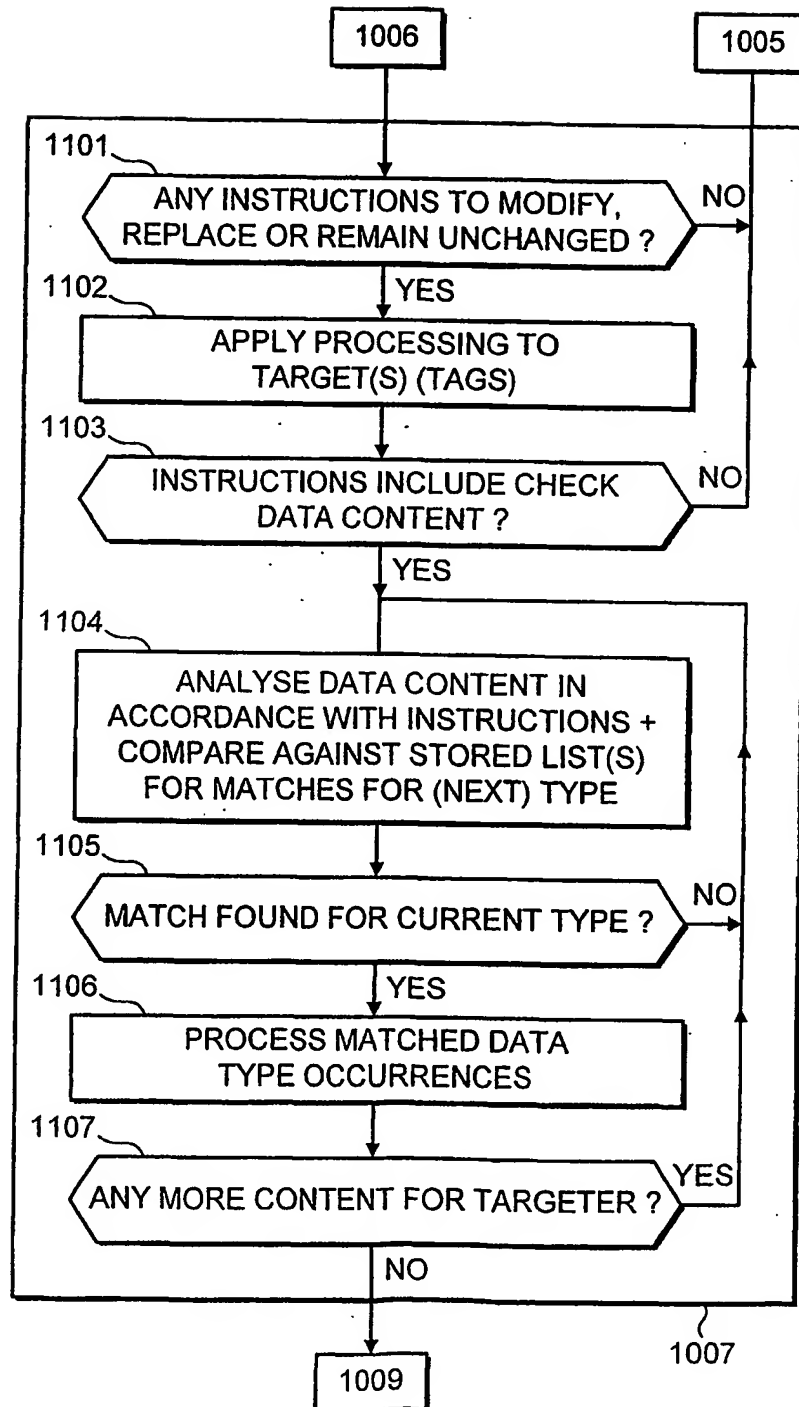 1006
1005
1101
ANY INSTRUCTIONS TO MODIFY,
REPLACE OR REMAIN UNCHANGED ?
NO
YES
1102
APPLY PROCESSING TO
TARGET(S) (TAGS)
1103
INSTRUCTIONS INCLUDE CHECK
DATA CONTENT ?
NO
YES
1104
ANALYSE DATA CONTENT IN
ACCORDANCE WITH INSTRUCTIONS +
COMPARE AGAINST STORED LIST(S)
FOR MATCHES FOR (NEXT) TYPE
1105
MATCH FOUND FOR CURRENT TYPE ?
NO
YES
1106
PROCESS MATCHED DATA
TYPE OCCURRENCES
1107
ANY MORE CONTENT FOR TARGETER ?
YES
NO
1007
1009